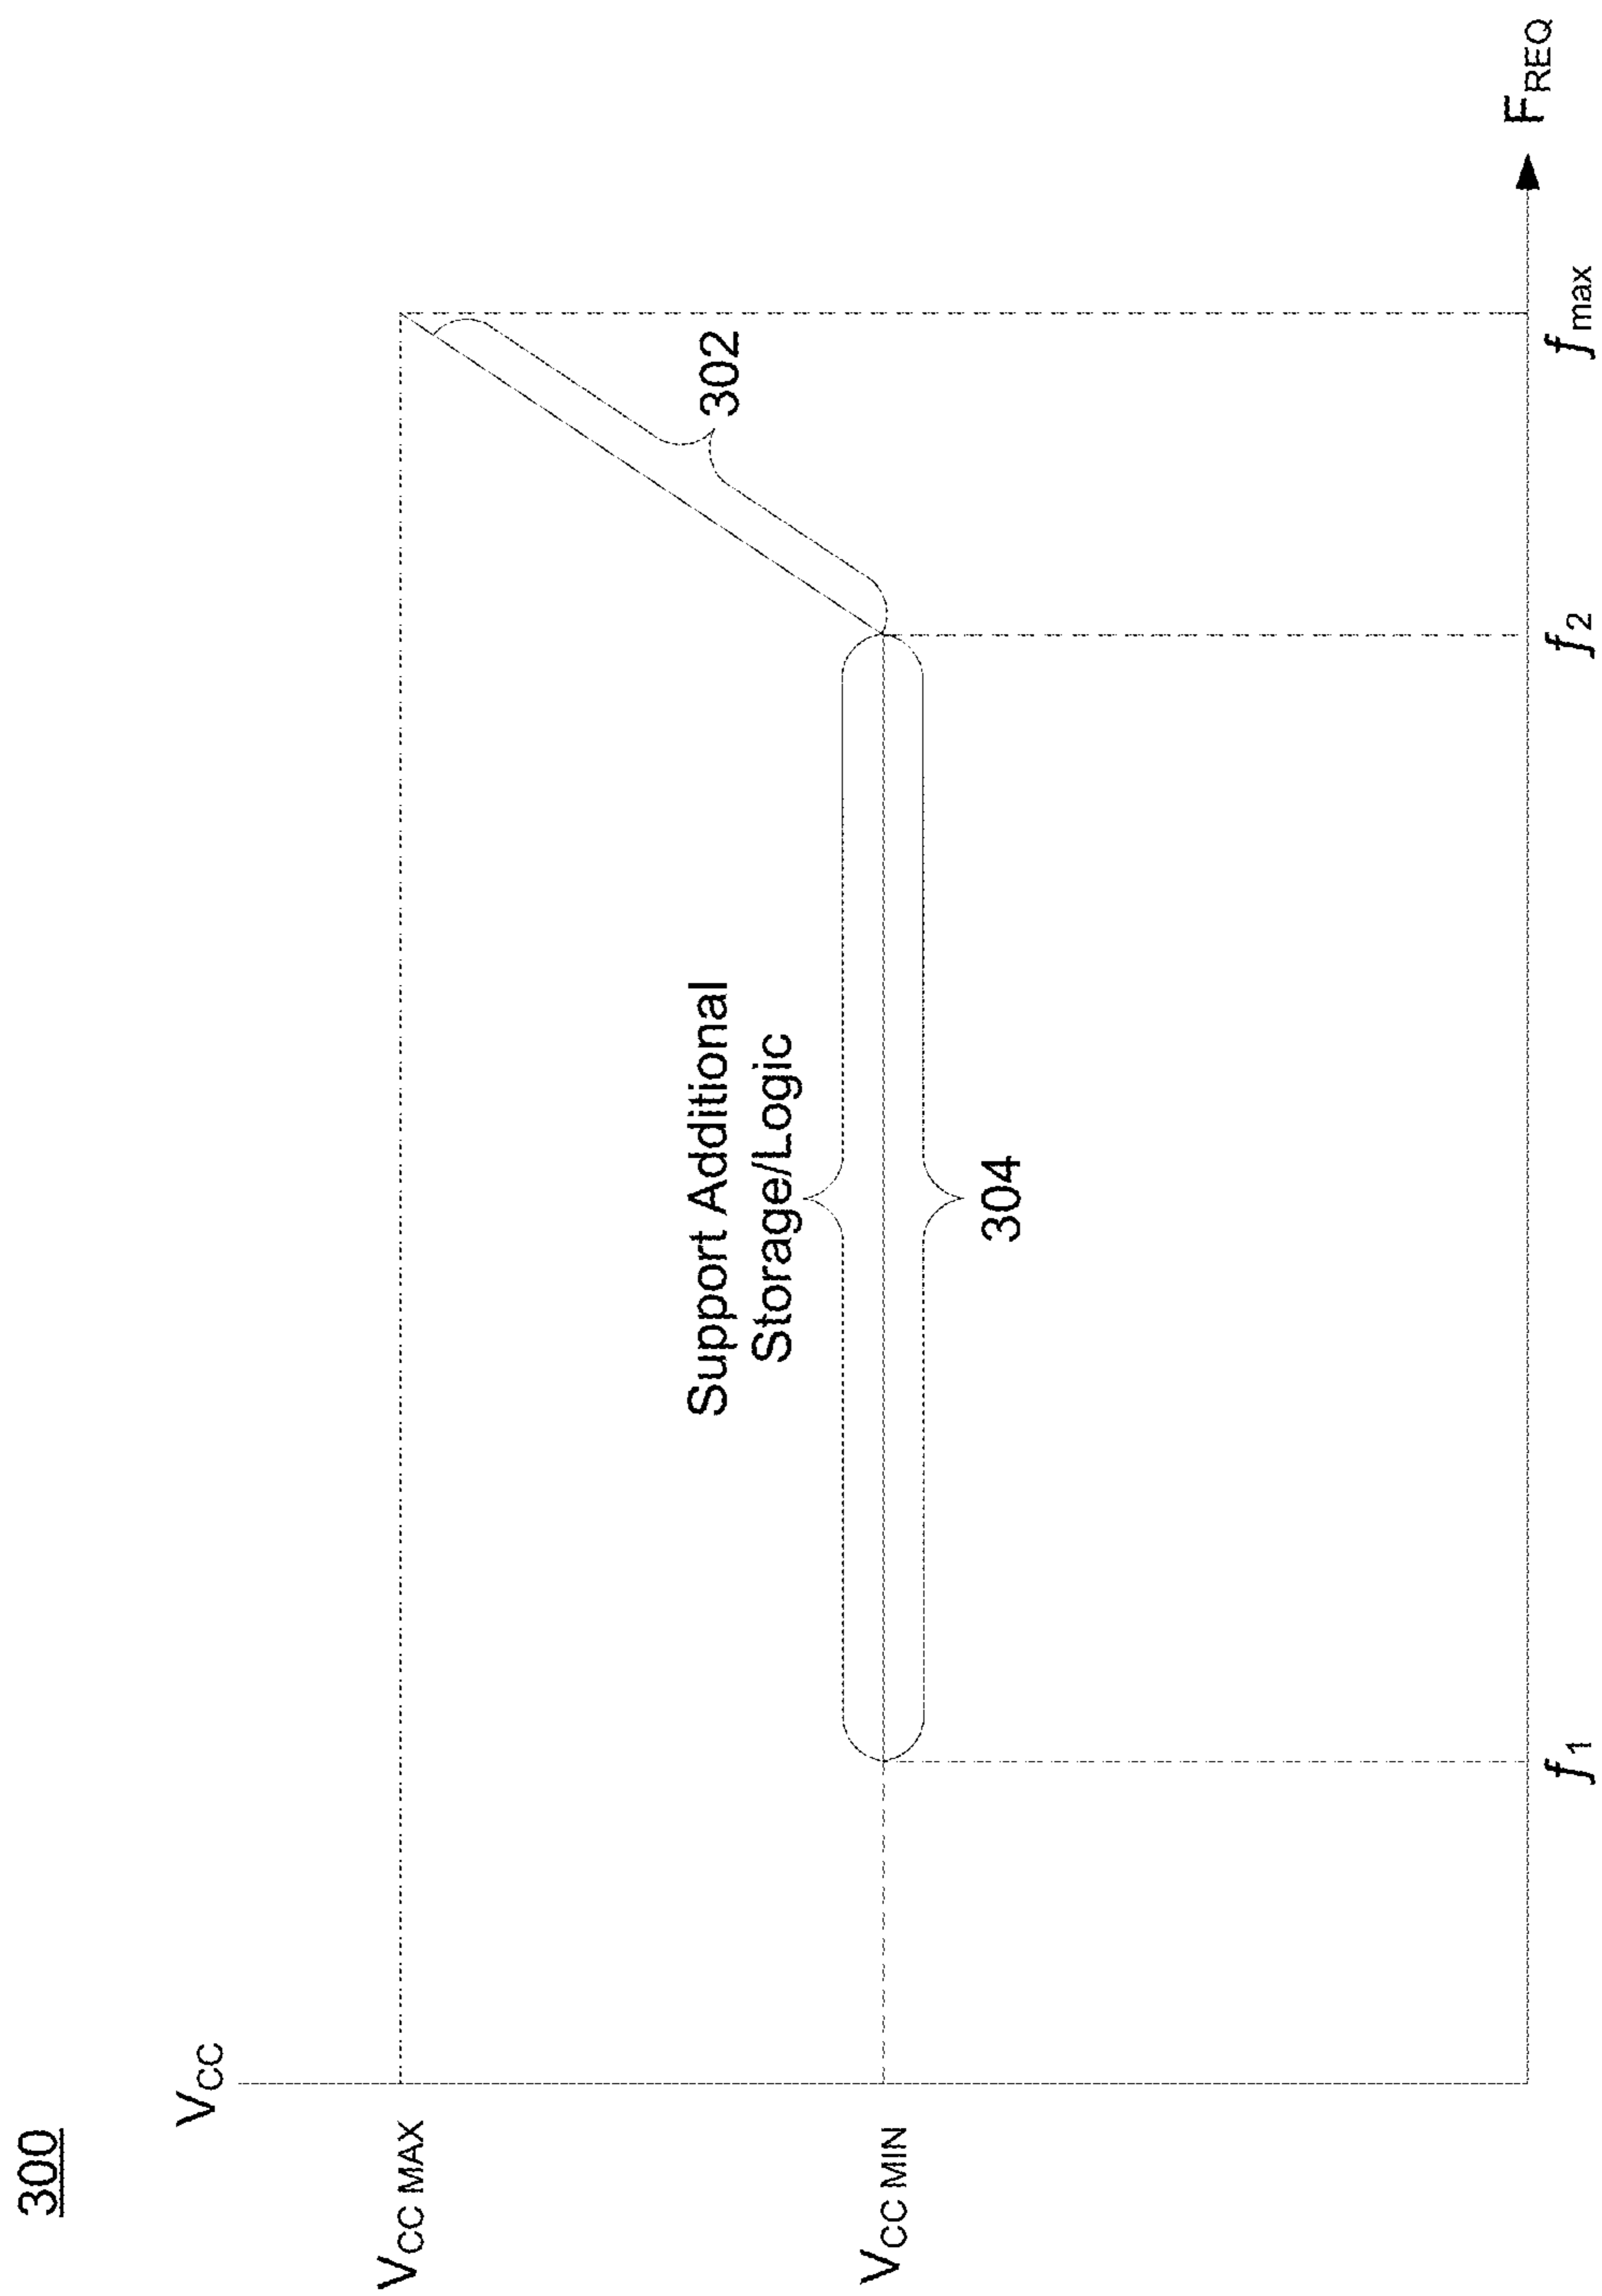 300
VCC
VCC MAX
302
Support Additional
Storage/Logic
VCC MIN
304
f1
f2
fmax
FREQ